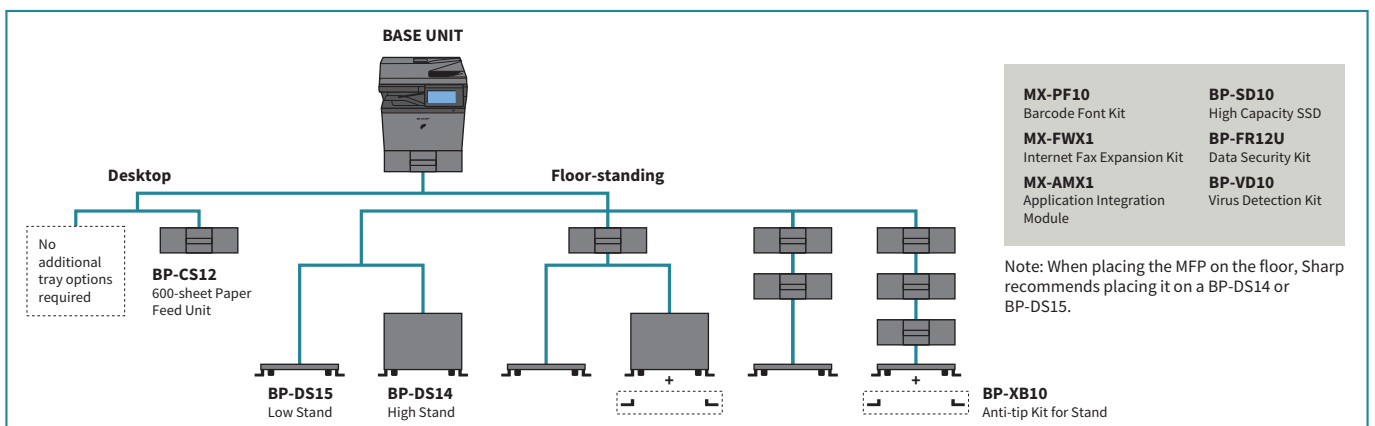 BASE UNIT
Desktop
Floor-standing
No
additional
tray options
required
BP-CS12
600-sheet Paper
Feed Unit
BP-DS15
Low Stand
BP-DS14
High Stand
+
+
BP-XB10
Anti-tip Kit for Stand
MX-PF10
Barcode Font Kit
MX-FWX1
Internet Fax Expansion Kit
MX-AMX1
Application Integration
Module
BP-SD10
High Capacity SSD
BP-FR12U
Data Security Kit
BP-VD10
Virus Detection Kit
Note: When placing the MFP on the floor, Sharp
recommends placing it on a BP-DS14 or
BP-DS15.